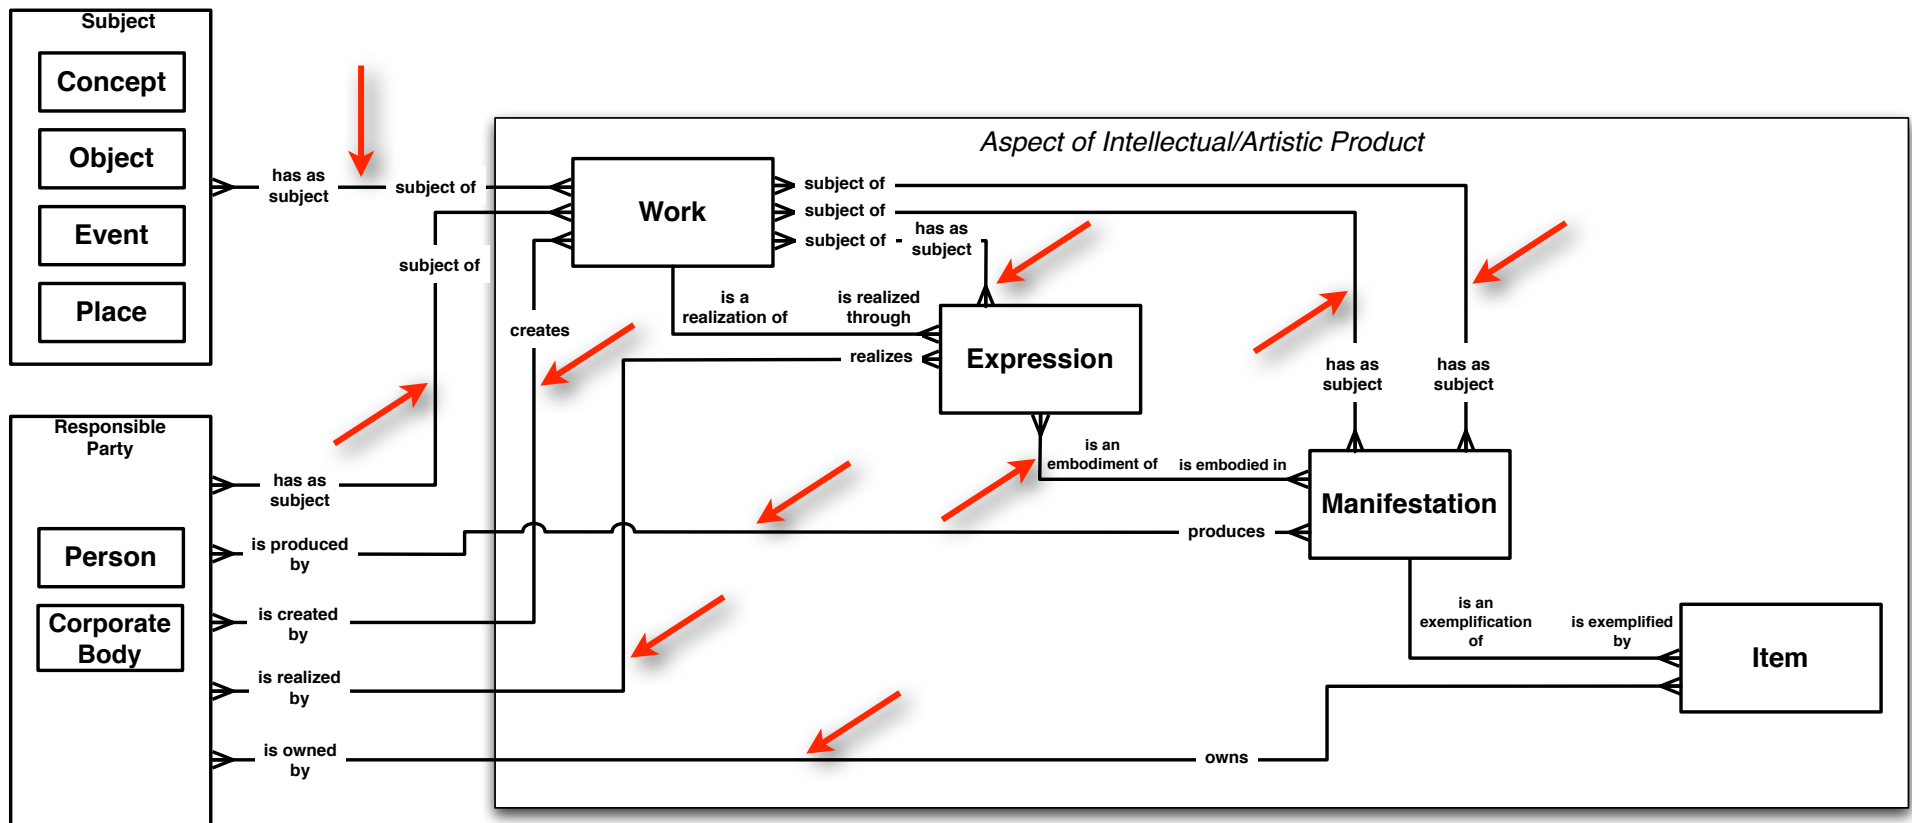 Subject
Concept
Object
Event
Place
has as
subject
subject of
subject of
Responsible
Party
has as
subject
Person
Corporate
Body
is produced
by
is created
by
is realized
by
is owned
by
Aspect of Intellectual/Artistic Product
Work
subject of
subject of
subject of
has as
subject
creates
is a
realization of
is realized
through
realizes
Expression
has as
subject
has as
subject
is an
embodiment of
is embodied in
Manifestation
produces
is an
exemplification
of
is exemplified
by
Item
owns